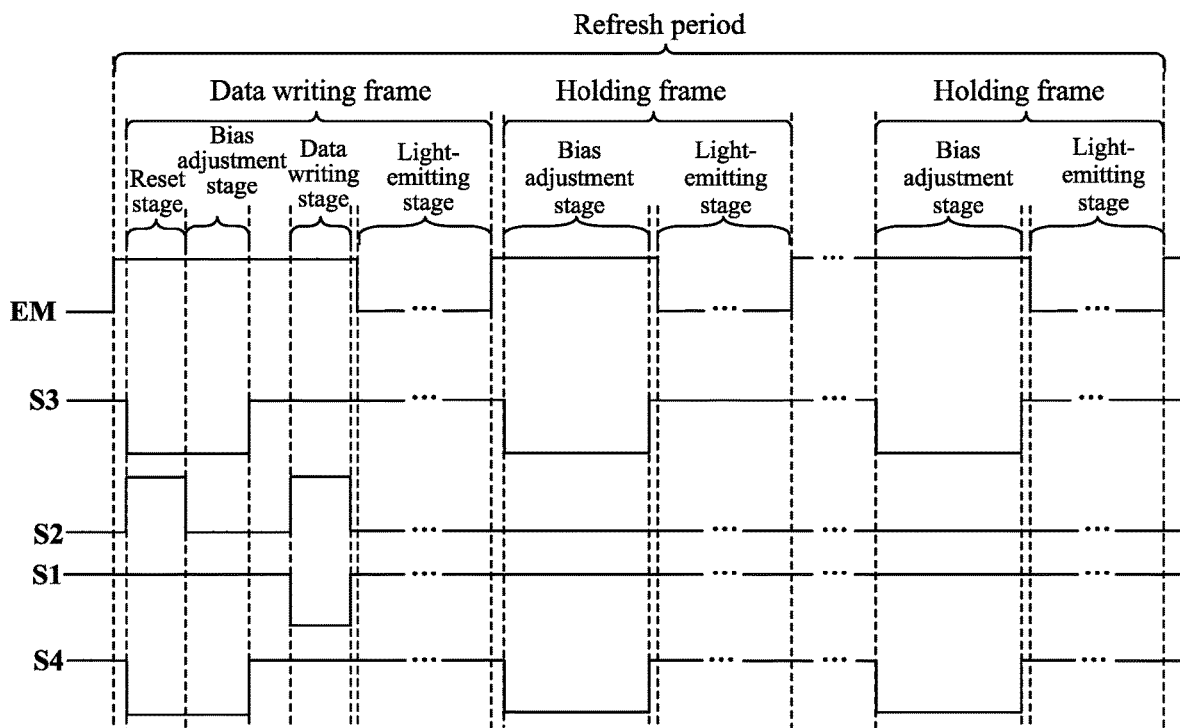 Refresh period
Data writing frame
Holding frame
Holding frame
Reset
stage
Bias
adjustment
stage
Data
writing
stage
Light-
emitting
stage
Bias
adjustment
stage
Light-
emitting
stage
Bias
adjustment
stage
Light-
emitting
stage
EM
S3
S2
S1
S4